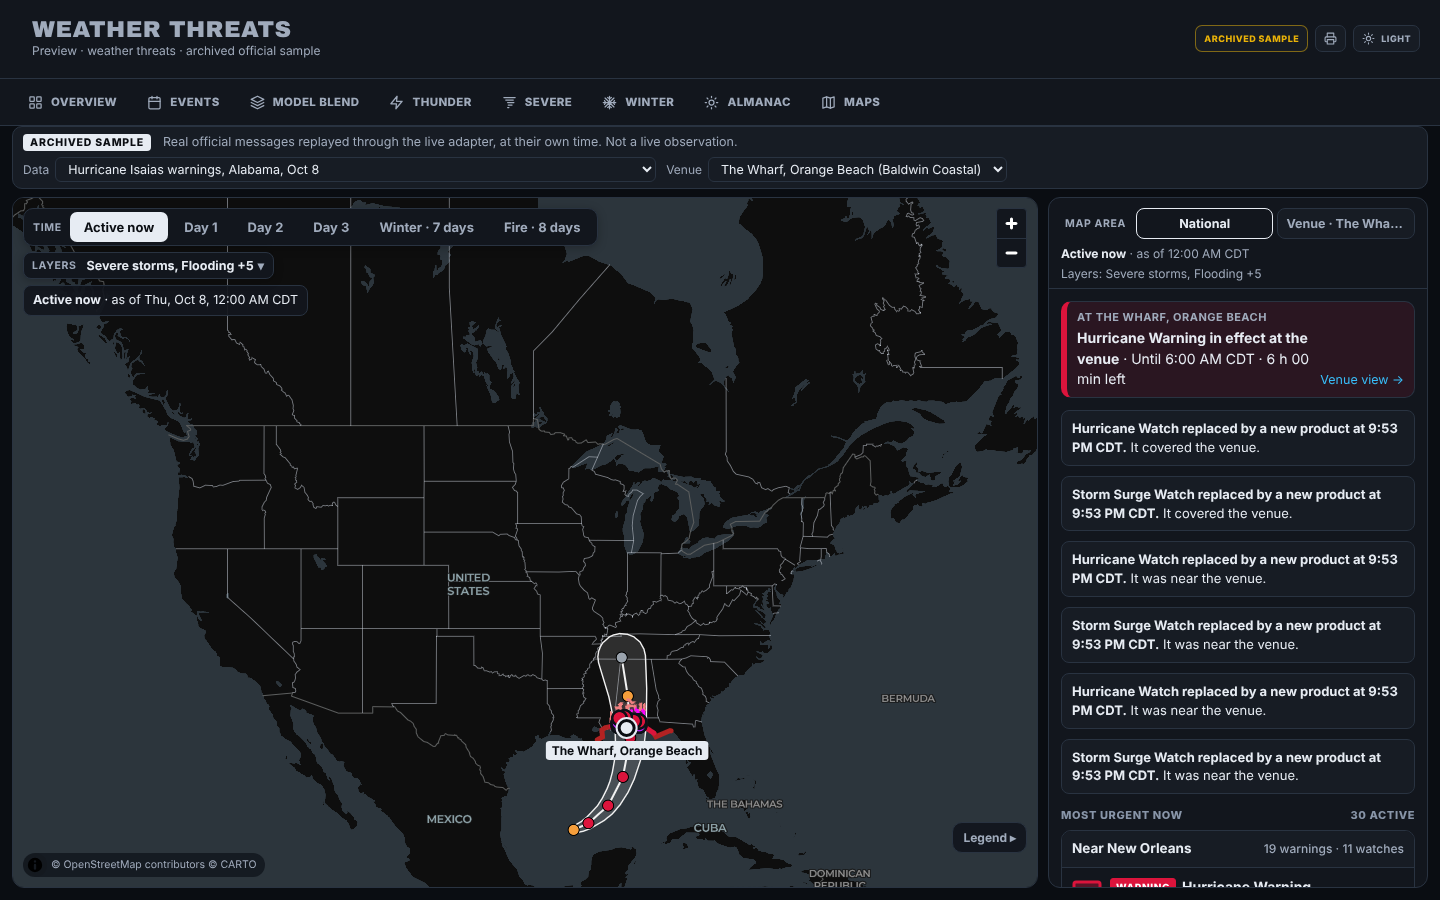 WEATHER THREATS
Preview · weather threats · archived official sample
ARCHIVED SAMPLE
LIGHT
OVERVIEW
EVENTS
MODEL BLEND
THUNDER
SEVERE
WINTER
ALMANAC
MAPS
ARCHIVED SAMPLE Real official messages replayed through the live adapter, at their own time. Not a live observation.
Data Hurricane Isaias warnings, Alabama, Oct 8 Venue The Wharf, Orange Beach (Baldwin Coastal)
TIME Active now Day 1 Day 2 Day 3 Winter · 7 days Fire · 8 days
LAYERS Severe storms, Flooding +5 ▾
Active now · as of Thu, Oct 8, 12:00 AM CDT
+
−
UNITED
STATES
BERMUDA
The Wharf, Orange Beach
THE BAHAMAS
MEXICO
CUBA
DOMINICAN
REPUBLIC
Legend ▸
© OpenStreetMap contributors © CARTO
MAP AREA National Venue · The Wha...
Active now · as of 12:00 AM CDT
Layers: Severe storms, Flooding +5
AT THE WHARF, ORANGE BEACH
Hurricane Warning in effect at the
venue · Until 6:00 AM CDT · 6 h 00
min left
Venue view →
Hurricane Watch replaced by a new product at 9:53
PM CDT. It covered the venue.
Storm Surge Watch replaced by a new product at
9:53 PM CDT. It covered the venue.
Hurricane Watch replaced by a new product at 9:53
PM CDT. It was near the venue.
Storm Surge Watch replaced by a new product at
9:53 PM CDT. It was near the venue.
Hurricane Watch replaced by a new product at 9:53
PM CDT. It was near the venue.
Storm Surge Watch replaced by a new product at
9:53 PM CDT. It was near the venue.
MOST URGENT NOW 30 ACTIVE
Near New Orleans 19 warnings · 11 watches
WARNING Hurricane Warning